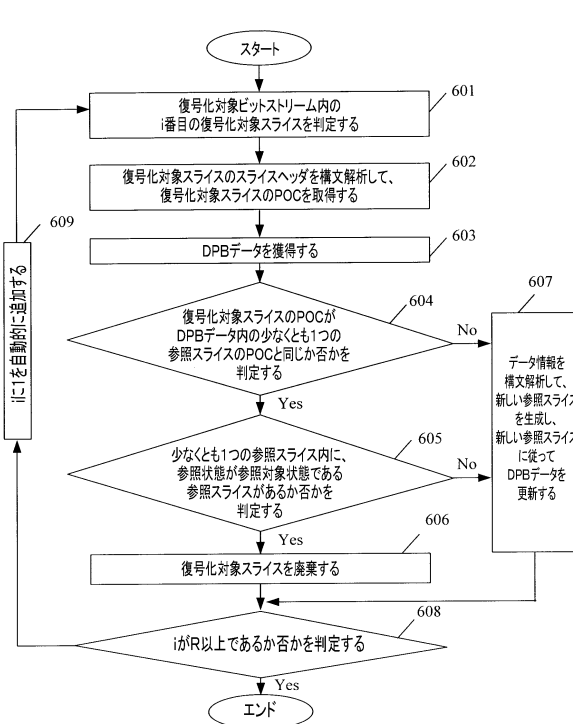 スタート
復号化対象ビットストリーム内の
i番目の復号化対象スライスを判定する
601
復号化対象スライスのスライスヘッダを構文解析して、
復号化対象スライスのPOCを取得する
602
DPBデータを獲得する
603
復号化対象スライスのPOCが
DPBデータ内の少なくとも1つの
参照スライスのPOCと同じか否かを
判定する
604
No
Yes
少なくとも1つの参照スライス内に、
参照状態が参照対象状態である
参照スライスがあるか否かを
判定する
605
No
Yes
復号化対象スライスを廃棄する
606
データ情報を
構文解析して、
新しい参照スライス
を生成し、
新しい参照スライス
に従って
DPBデータを
更新する
607
iがR以上であるか否かを判定する
608
Yes
iに1を自動的に追加する
609
エンド